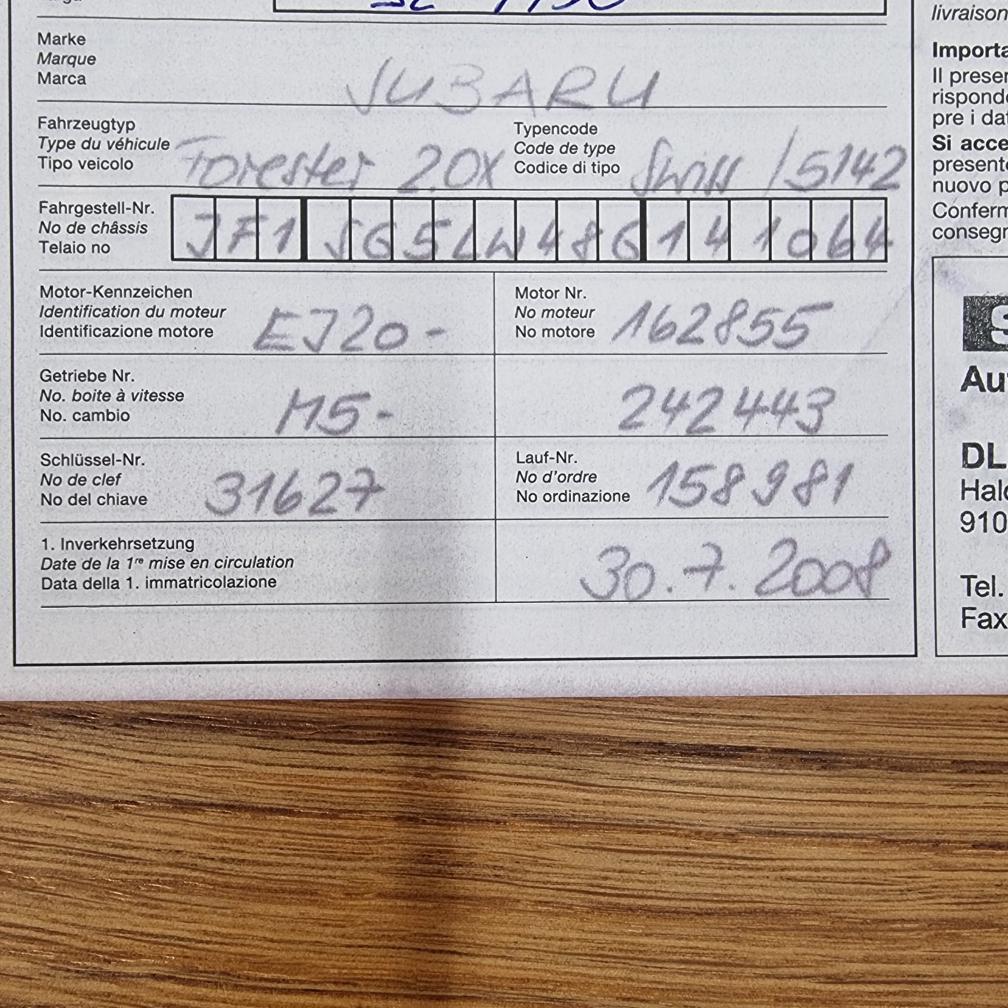 Marke
Marque
Marca
SUBARU
Fahrzeugtyp
Type du véhicule
Tipo veicolo
Forester 2.0X
Typencode
Code de type
Codice di tipo
Swiss / 5142
Fahrgestell-Nr.
No de châssis
Telaio no
JF1SG5LW48G141064
Motor-Kennzeichen
Identification du moteur
Identificazione motore
EJ20-
Motor Nr.
No moteur
No motore
162855
Getriebe Nr.
No. boite à vitesse
No. cambio
M5-
242443
Schlüssel-Nr.
No de clef
No del chiave
31627
Lauf-Nr.
No d'ordre
No ordinazione
158981
1. Inverkehrsetzung
Date de la 1re mise en circulation
Data della 1. immatricolazione
30.7.2008
livraison
Importa
Il preser
risponde
pre i dat
Si acce
presente
nuovo p
Conferm
consegn
S
Au
DL
Hald
910
Tel.
Fax